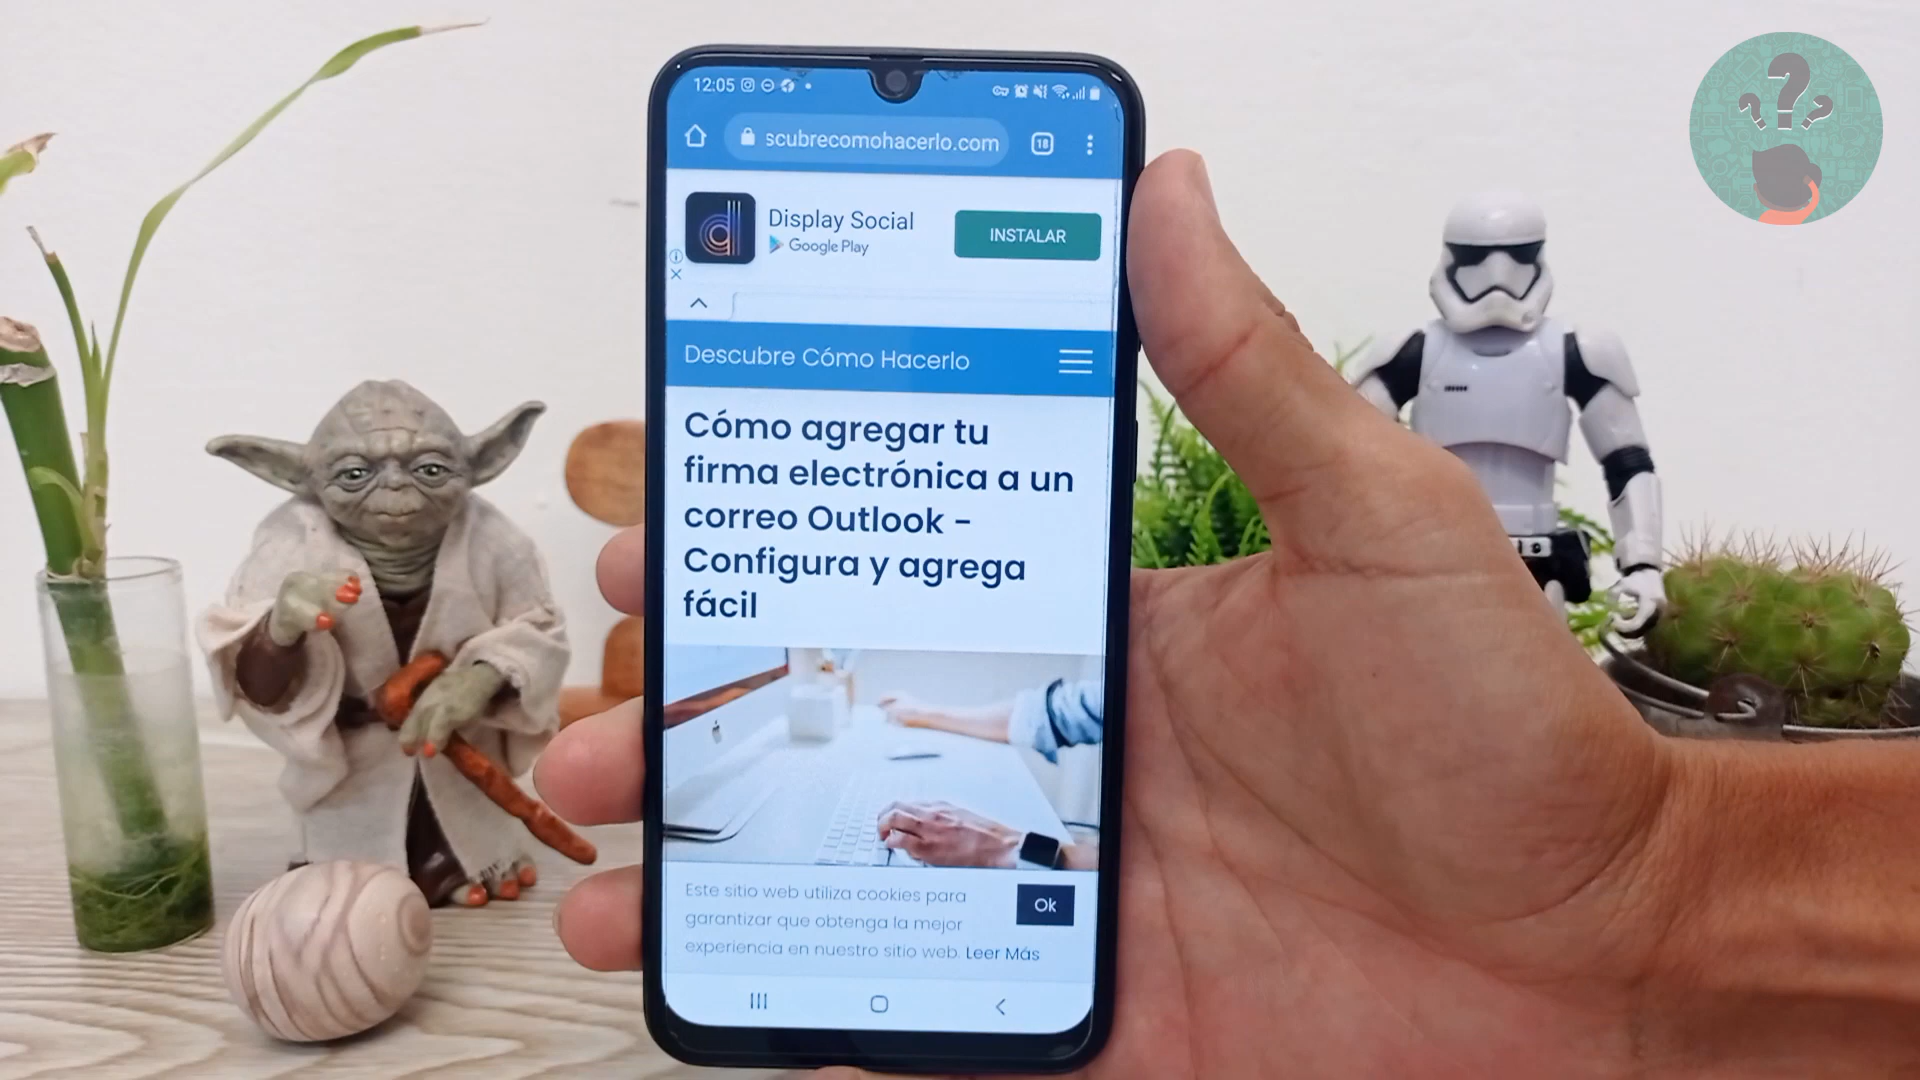 12:05
scubrecomohacerlo.com
18
Display Social
Google Play
INSTALAR
Descubre Cómo Hacerlo
Cómo agregar tu
firma electrónica a un
correo Outlook -
Configura y agrega
fácil
Este sitio web utiliza cookies para
garantizar que obtenga la mejor
experiencia en nuestro sitio web. Leer Más
Ok